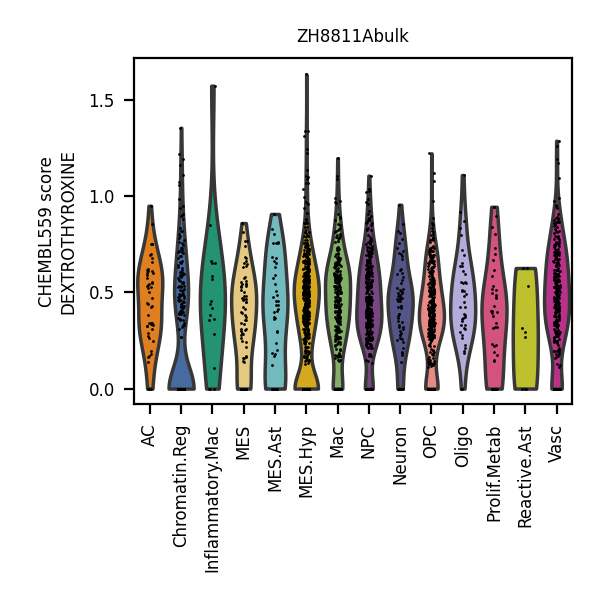 ZH8811Abulk
CHEMBL559 score
DEXTROTHYROXINE
1.5
1.0
0.5
0.0
AC
Chromatin.Reg
Inflammatory.Mac
MES
MES.Ast
MES.Hyp
Mac
NPC
Neuron
OPC
Oligo
Prolif.Metab
Reactive.Ast
Vasc